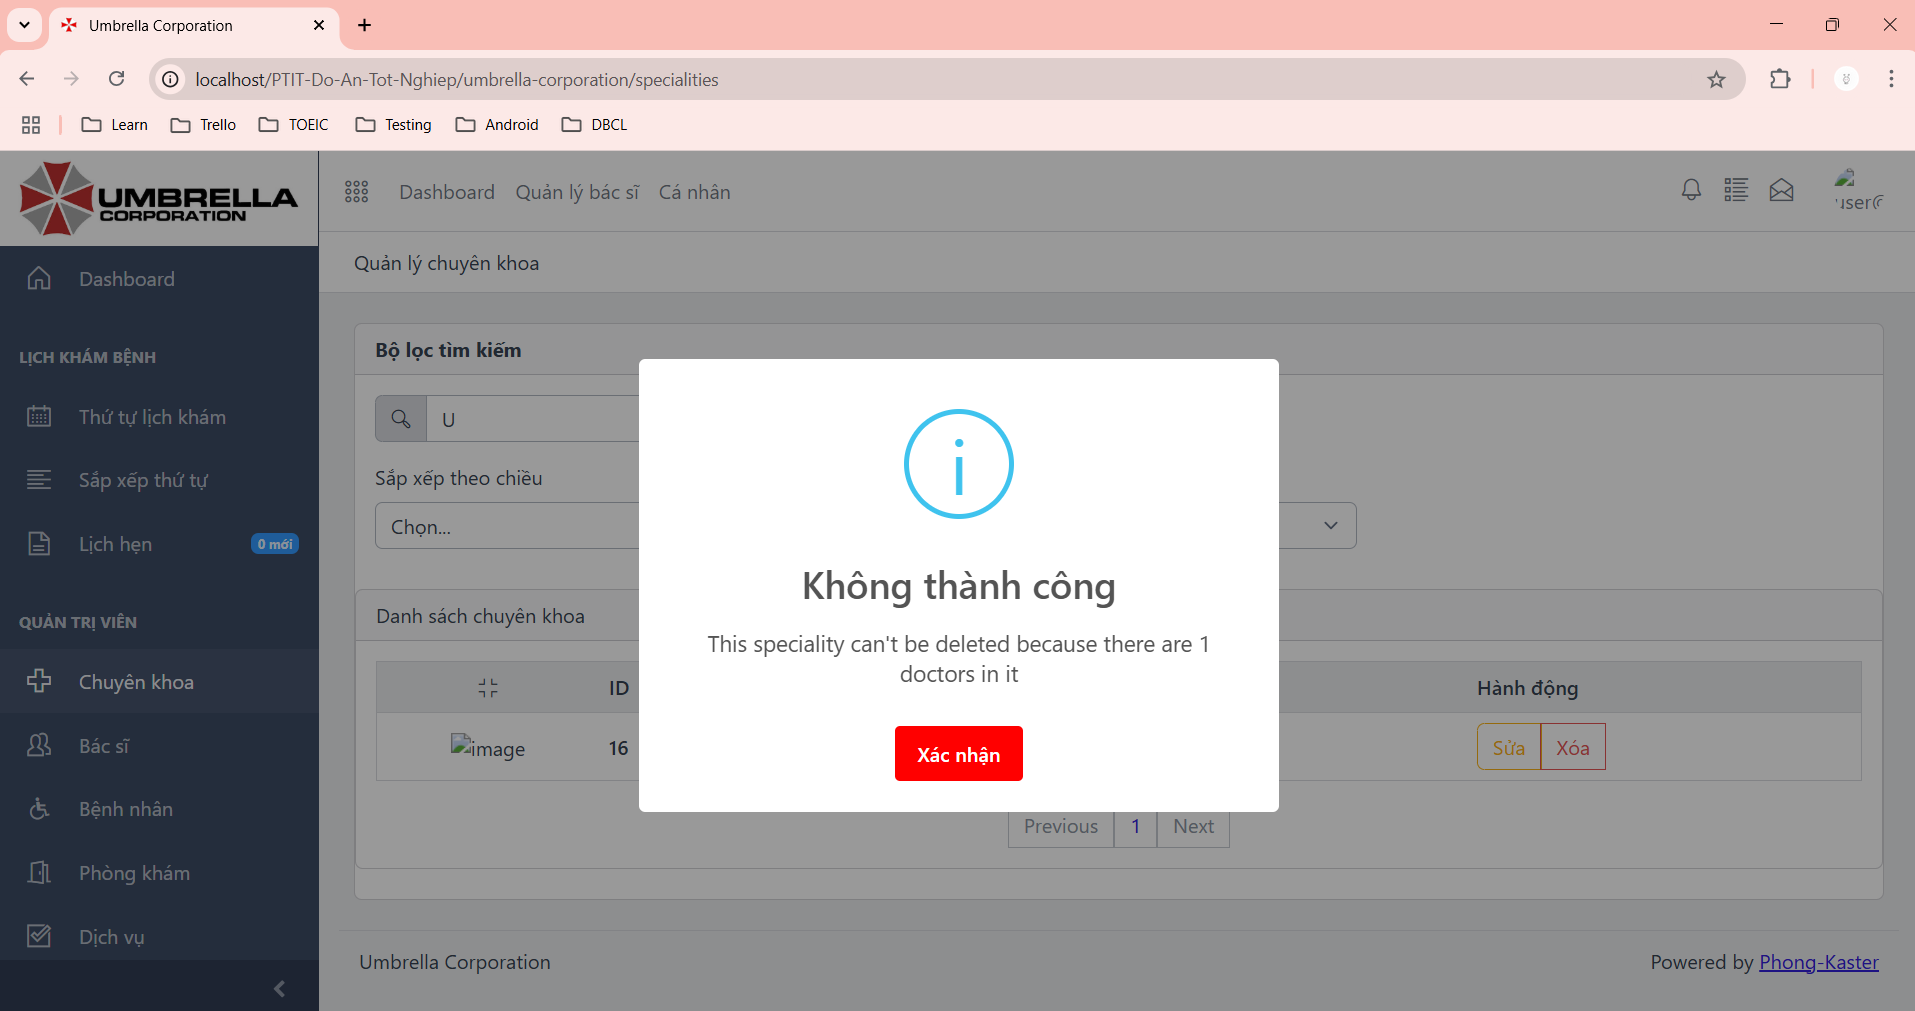 Umbrella Corporation
localhost/PTIT-Do-An-Tot-Nghiep/umbrella-corporation/specialities
Learn Trello TOEIC Testing Android DBCL
UMBRELLA
CORPORATION
Dashboard Quản lý bác sĩ Cá nhân
Quản lý chuyên khoa
Dashboard
LỊCH KHÁM BỆNH
Thứ tự lịch khám
Sắp xếp thứ tự
Lịch hẹn 0 mới
QUẢN TRỊ VIÊN
Chuyên khoa
Bác sĩ
Bệnh nhân
Phòng khám
Dịch vụ
Bộ lọc tìm kiếm
U
Sắp xếp theo chiều
Chọn...
Danh sách chuyên khoa
ID Hành động
image 16 Sửa Xóa
Previous 1 Next
Không thành công
This speciality can't be deleted because there are 1
doctors in it
Xác nhận
Umbrella Corporation
Powered by Phong-Kaster